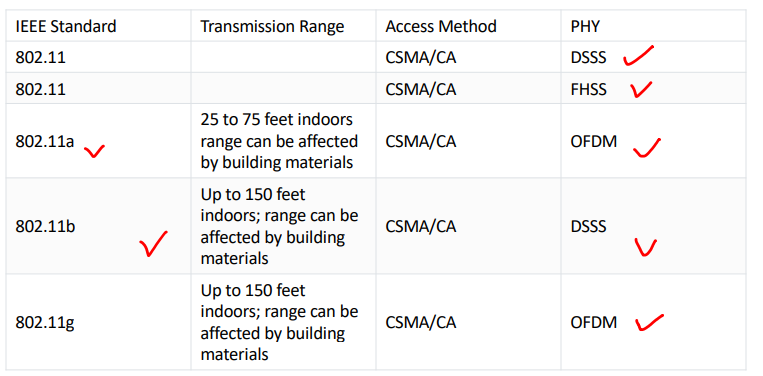 IEEE Standard Transmission Range Access Method PHY
802.11 CSMA/CA DSSS
802.11 CSMA/CA FHSS
802.11a
25 to 75 feet indoors
range can be affected
by building materials
CSMA/CA OFDM
802.11b
Up to 150 feet
indoors; range can be
affected by building
materials
CSMA/CA DSSS
802.11g
Up to 150 feet
indoors; range can be
affected by building
materials
CSMA/CA OFDM